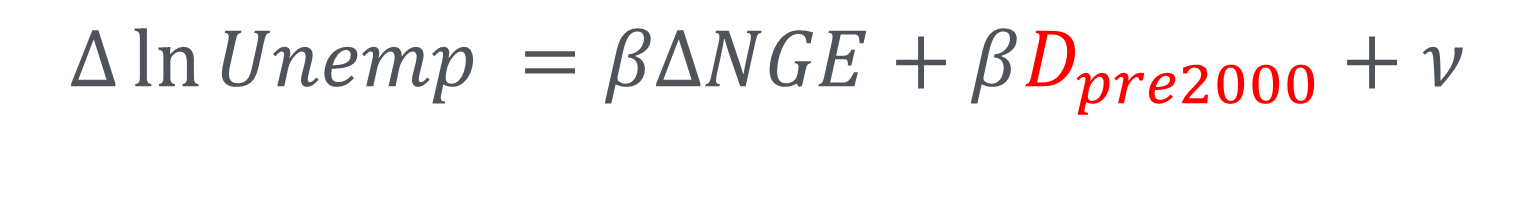 Δ ln Unemp = βΔNGE + βD_pre2000 + ν